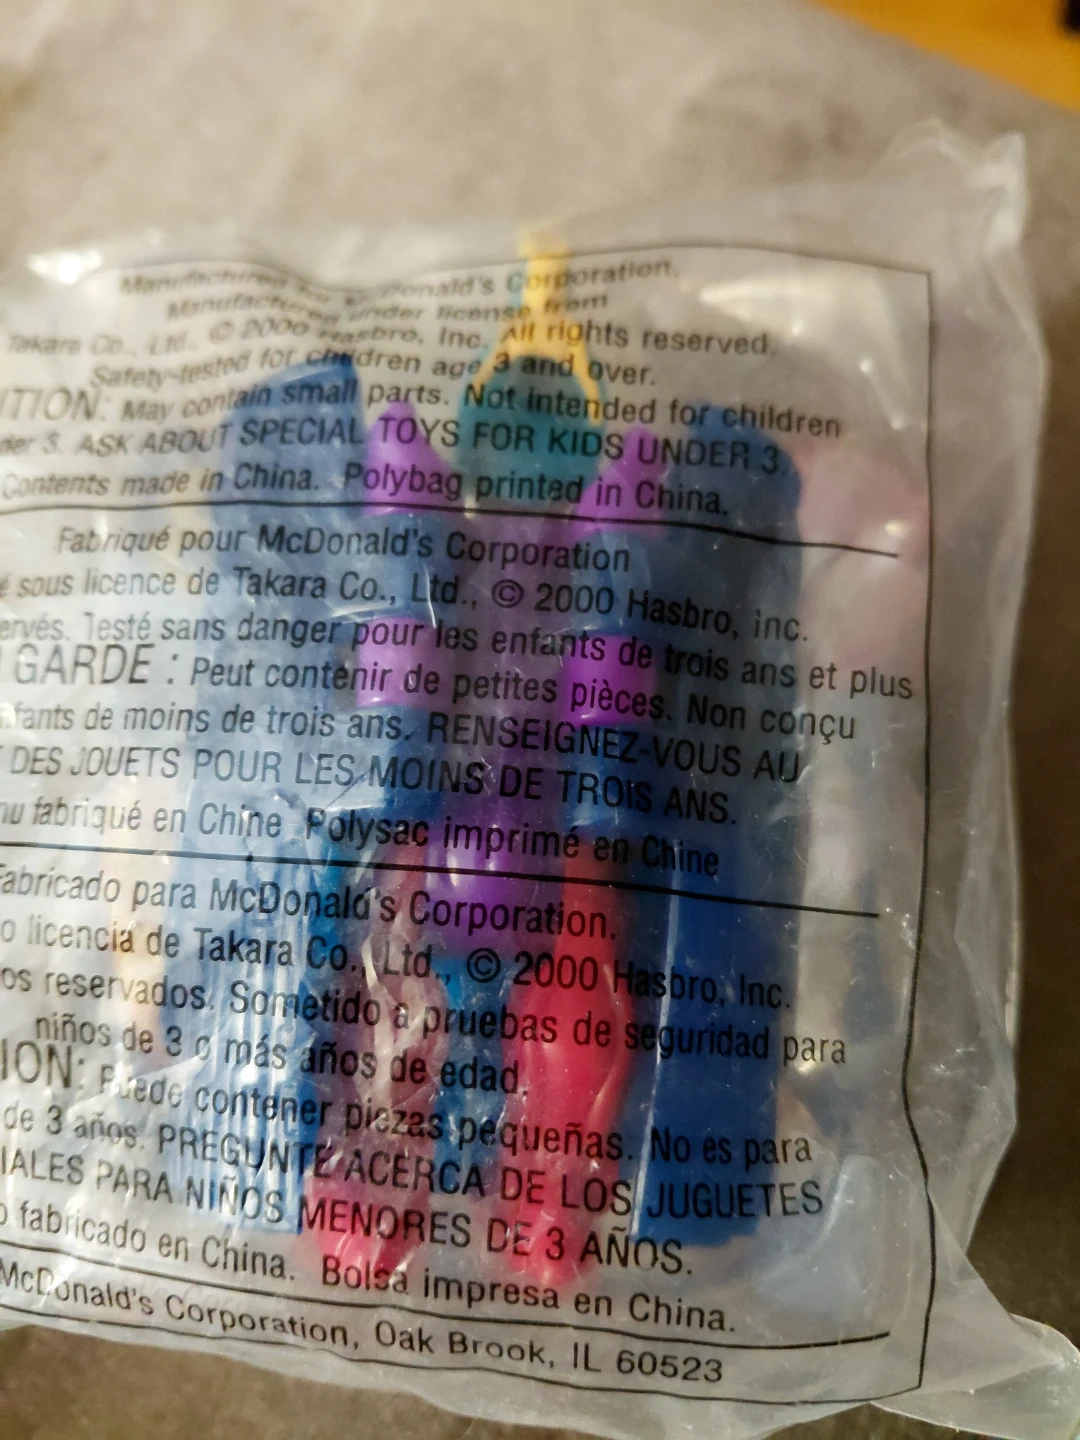 Manufactured for McDonald's Corporation.
Manufactured under license from
Takara Co., Ltd. © 2000 Hasbro, Inc. All rights reserved.
Safety-tested for children age 3 and over.
TION: May contain small parts. Not intended for children
der 3. ASK ABOUT SPECIAL TOYS FOR KIDS UNDER 3.
Contents made in China. Polybag printed in China.
Fabriqué pour McDonald's Corporation
é sous licence de Takara Co., Ltd., © 2000 Hasbro, Inc.
ervés. Testé sans danger pour les enfants de trois ans et plus
GARDE : Peut contenir de petites pièces. Non conçu
fants de moins de trois ans. RENSEIGNEZ-VOUS AU
DES JOUETS POUR LES MOINS DE TROIS ANS.
nu fabriqué en Chine Polysac imprimé en Chine
Fabricado para McDonald's Corporation.
o licencia de Takara Co., Ltd., © 2000 Hasbro, Inc.
os reservados. Sometido a pruebas de seguridad para
niños de 3 o más años de edad.
ION: Puede contener piezas pequeñas. No es para
de 3 años. PREGUNTE ACERCA DE LOS JUGUETES
IALES PARA NIÑOS MENORES DE 3 AÑOS.
o fabricado en China. Bolsa impresa en China.
McDonald's Corporation, Oak Brook, IL 60523